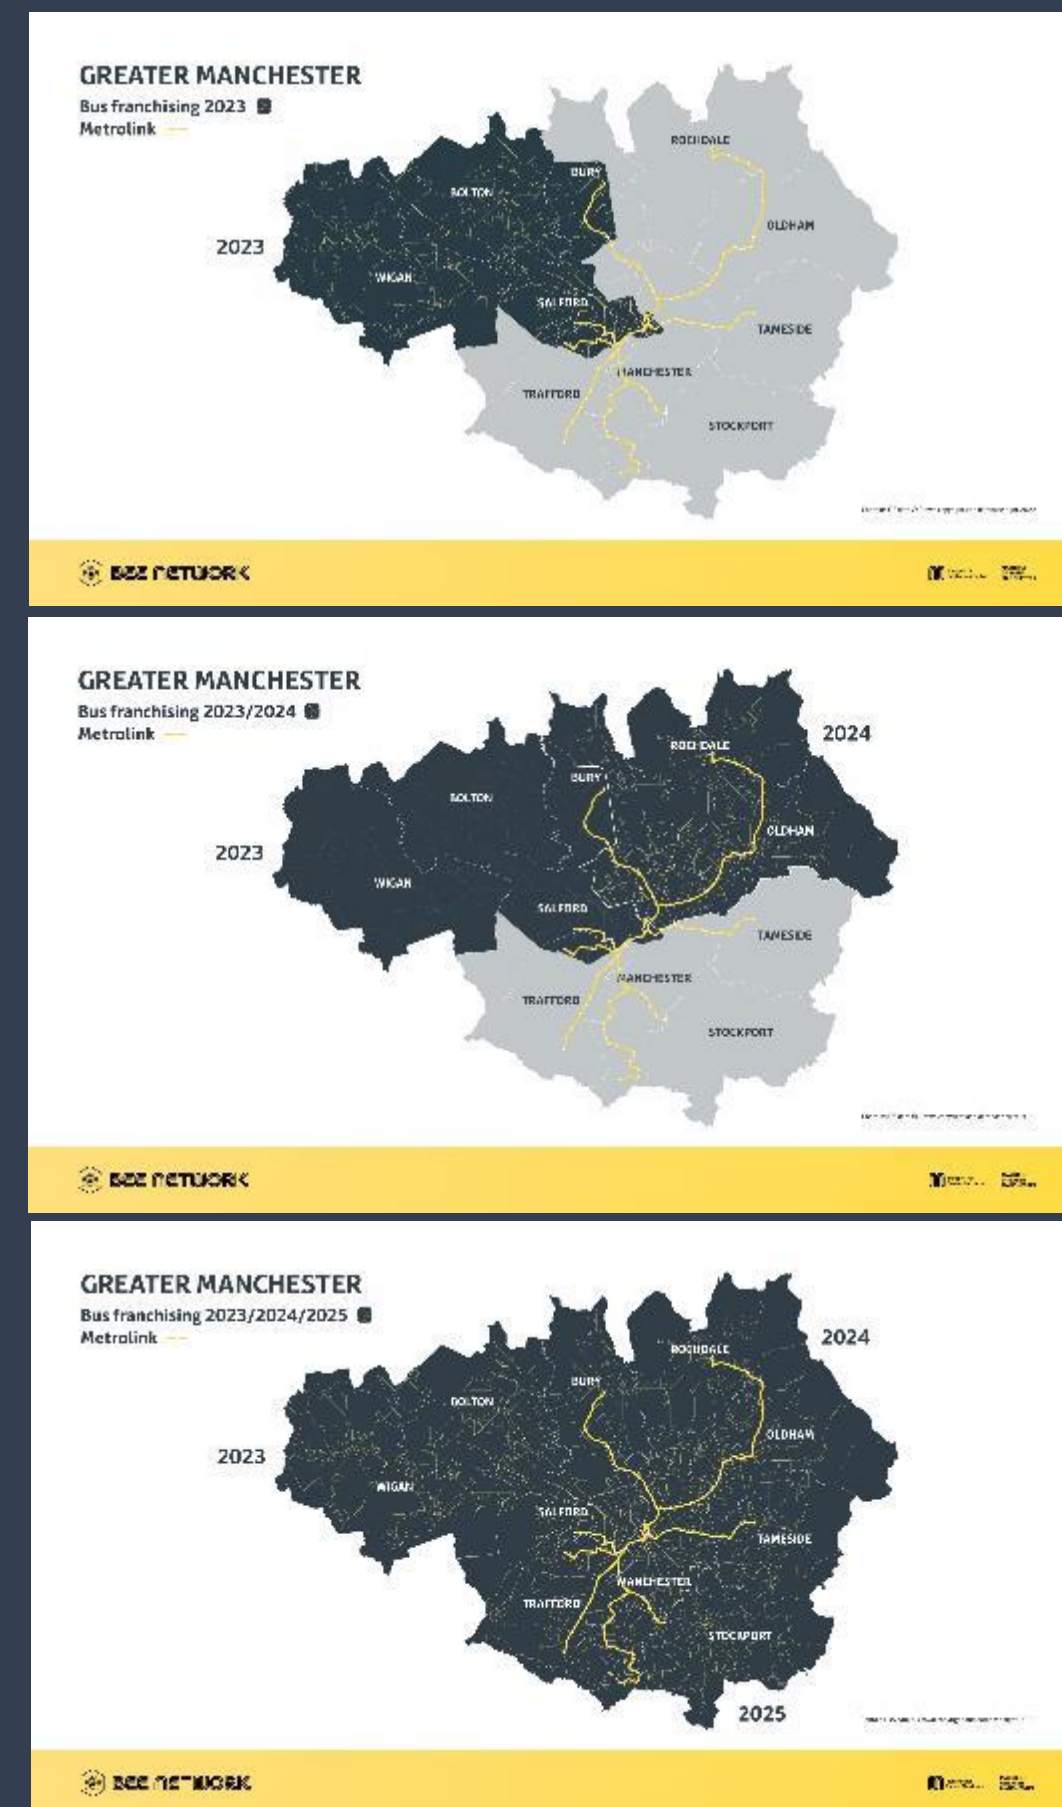 GREATER MANCHESTER
Bus franchising 2023
Metrolink
ROCHDALE
BURY
BOLTON
OLDHAM
2023
WIGAN
SALFORD
TAMESIDE
MANCHESTER
TRAFFORD
STOCKPORT
BEE NETWORK
GREATER MANCHESTER
Bus franchising 2023/2024
Metrolink
2024
ROCHDALE
BURY
BOLTON
OLDHAM
2023
WIGAN
SALFORD
TAMESIDE
MANCHESTER
TRAFFORD
STOCKPORT
BEE NETWORK
GREATER MANCHESTER
Bus franchising 2023/2024/2025
Metrolink
2024
ROCHDALE
BURY
BOLTON
OLDHAM
2023
WIGAN
SALFORD
TAMESIDE
MANCHESTER
TRAFFORD
STOCKPORT
2025
BEE NETWORK